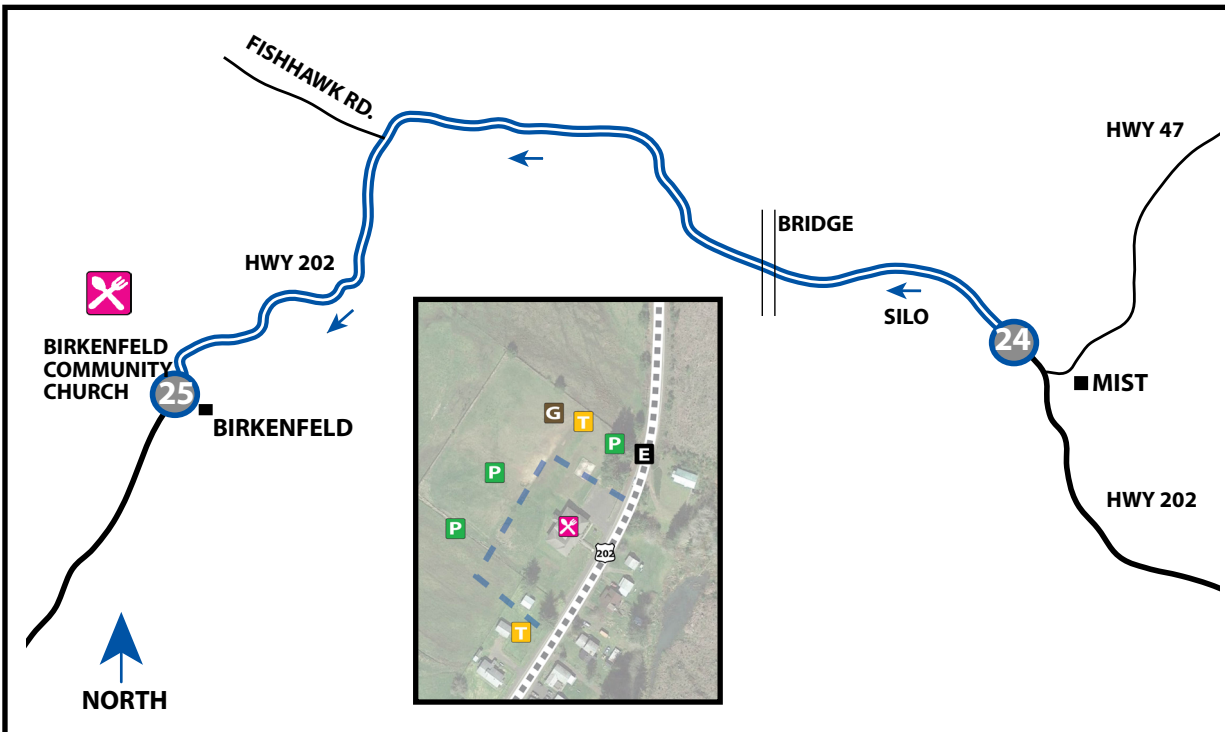 FISHHAWK RD.
HWY 47
BRIDGE
HWY 202
SILO
24
MIST
BIRKENFELD
COMMUNITY
CHURCH
25
BIRKENFELD
HWY 202
NORTH
G
T
P
E
P
P
202
T